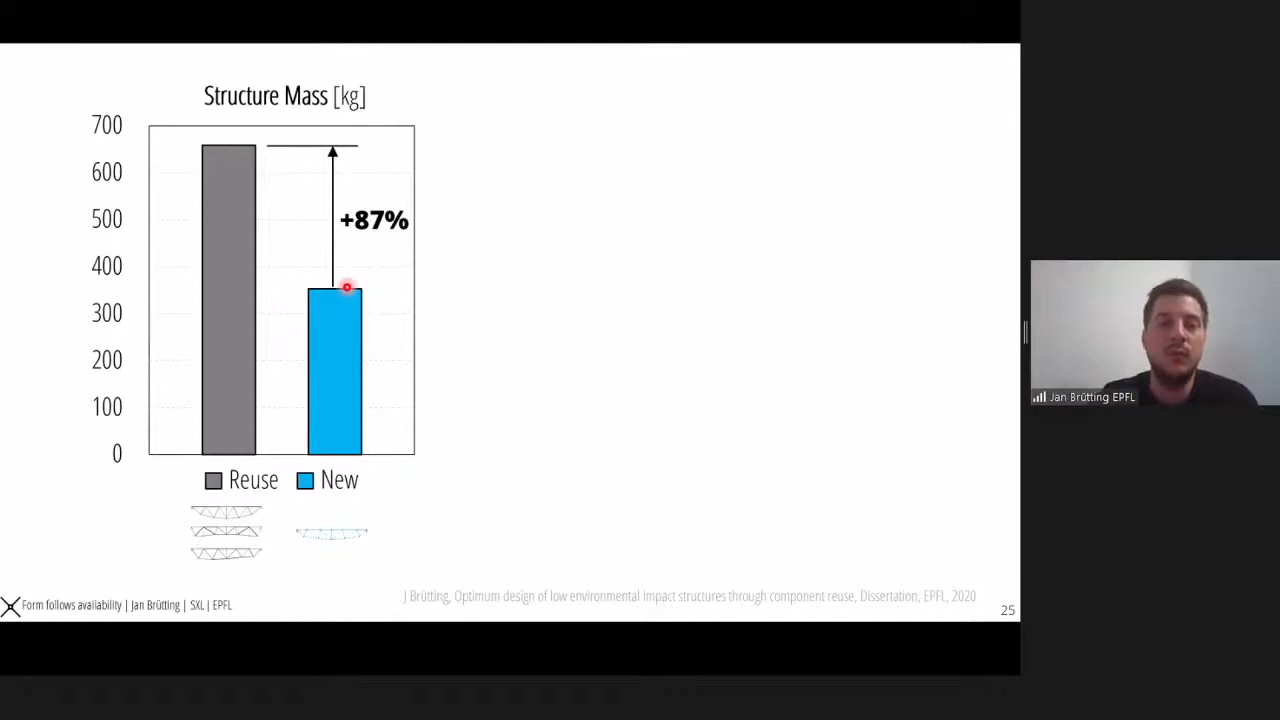 Structure Mass [kg]
700
600
500
400
300
200
100
0
+87%
Reuse New
Form follows availability | Jan Brütting | SXL | EPFL
J Brütting, Optimum design of low environmental impact structures through component reuse, Dissertation, EPFL, 2020
25
Jan Brütting EPFL